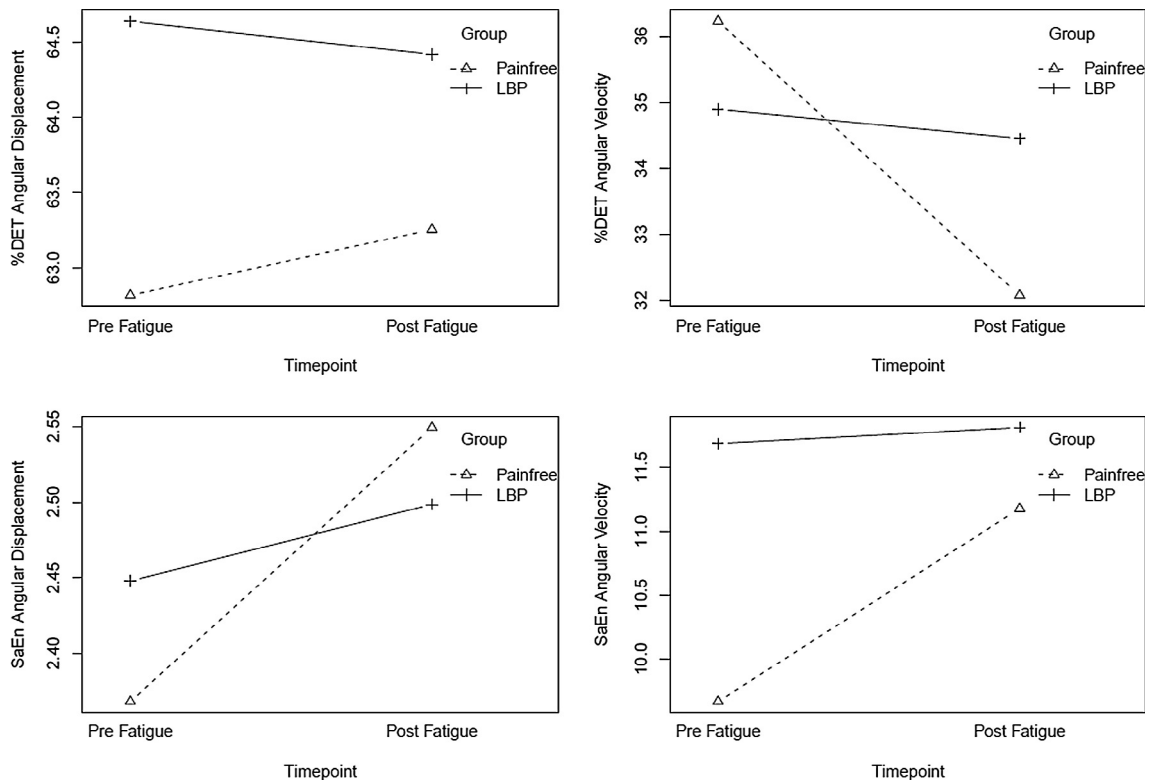 %DET Angular Displacement
64.5
64.0
63.5
63.0
Group
Painfree
LBP
Pre Fatigue
Post Fatigue
Timepoint
%DET Angular Velocity
36
35
34
33
32
Group
Painfree
LBP
Pre Fatigue
Post Fatigue
Timepoint
SaEn Angular Displacement
2.55
2.50
2.45
2.40
Group
Painfree
LBP
Pre Fatigue
Post Fatigue
Timepoint
SaEn Angular Velocity
11.5
11.0
10.5
10.0
Group
Painfree
LBP
Pre Fatigue
Post Fatigue
Timepoint